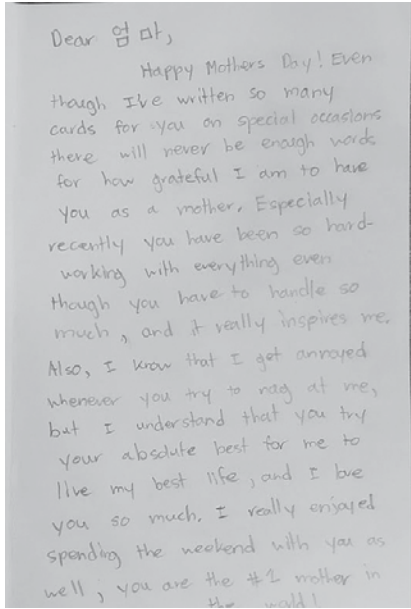 Dear 엄마,
Happy Mothers Day! Even
though I've written so many
cards for you on special occasions
there will never be enough words
for how grateful I am to have
you as a mother. Especially
recently you have been so hard-
working with everything even
though you have to handle so
much, and it really inspires me.
Also, I know that I get annoyed
whenever you try to nag at me,
but I understand that you try
your absolute best for me to
live my best life, and I love
you so much. I really enjoyed
spending the weekend with you as
well, you are the #1 mother in
the world!